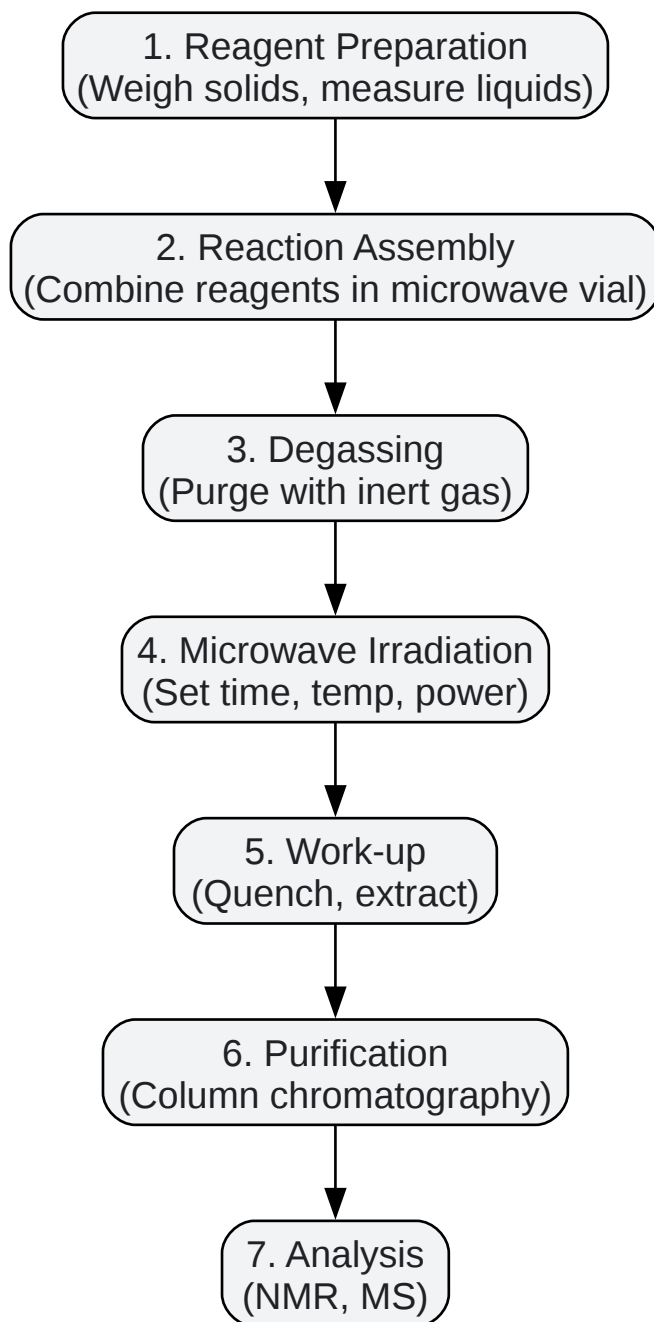 1. Reagent Preparation
(Weigh solids, measure liquids)
2. Reaction Assembly
(Combine reagents in microwave vial)
3. Degassing
(Purge with inert gas)
4. Microwave Irradiation
(Set time, temp, power)
5. Work-up
(Quench, extract)
6. Purification
(Column chromatography)
7. Analysis
(NMR, MS)